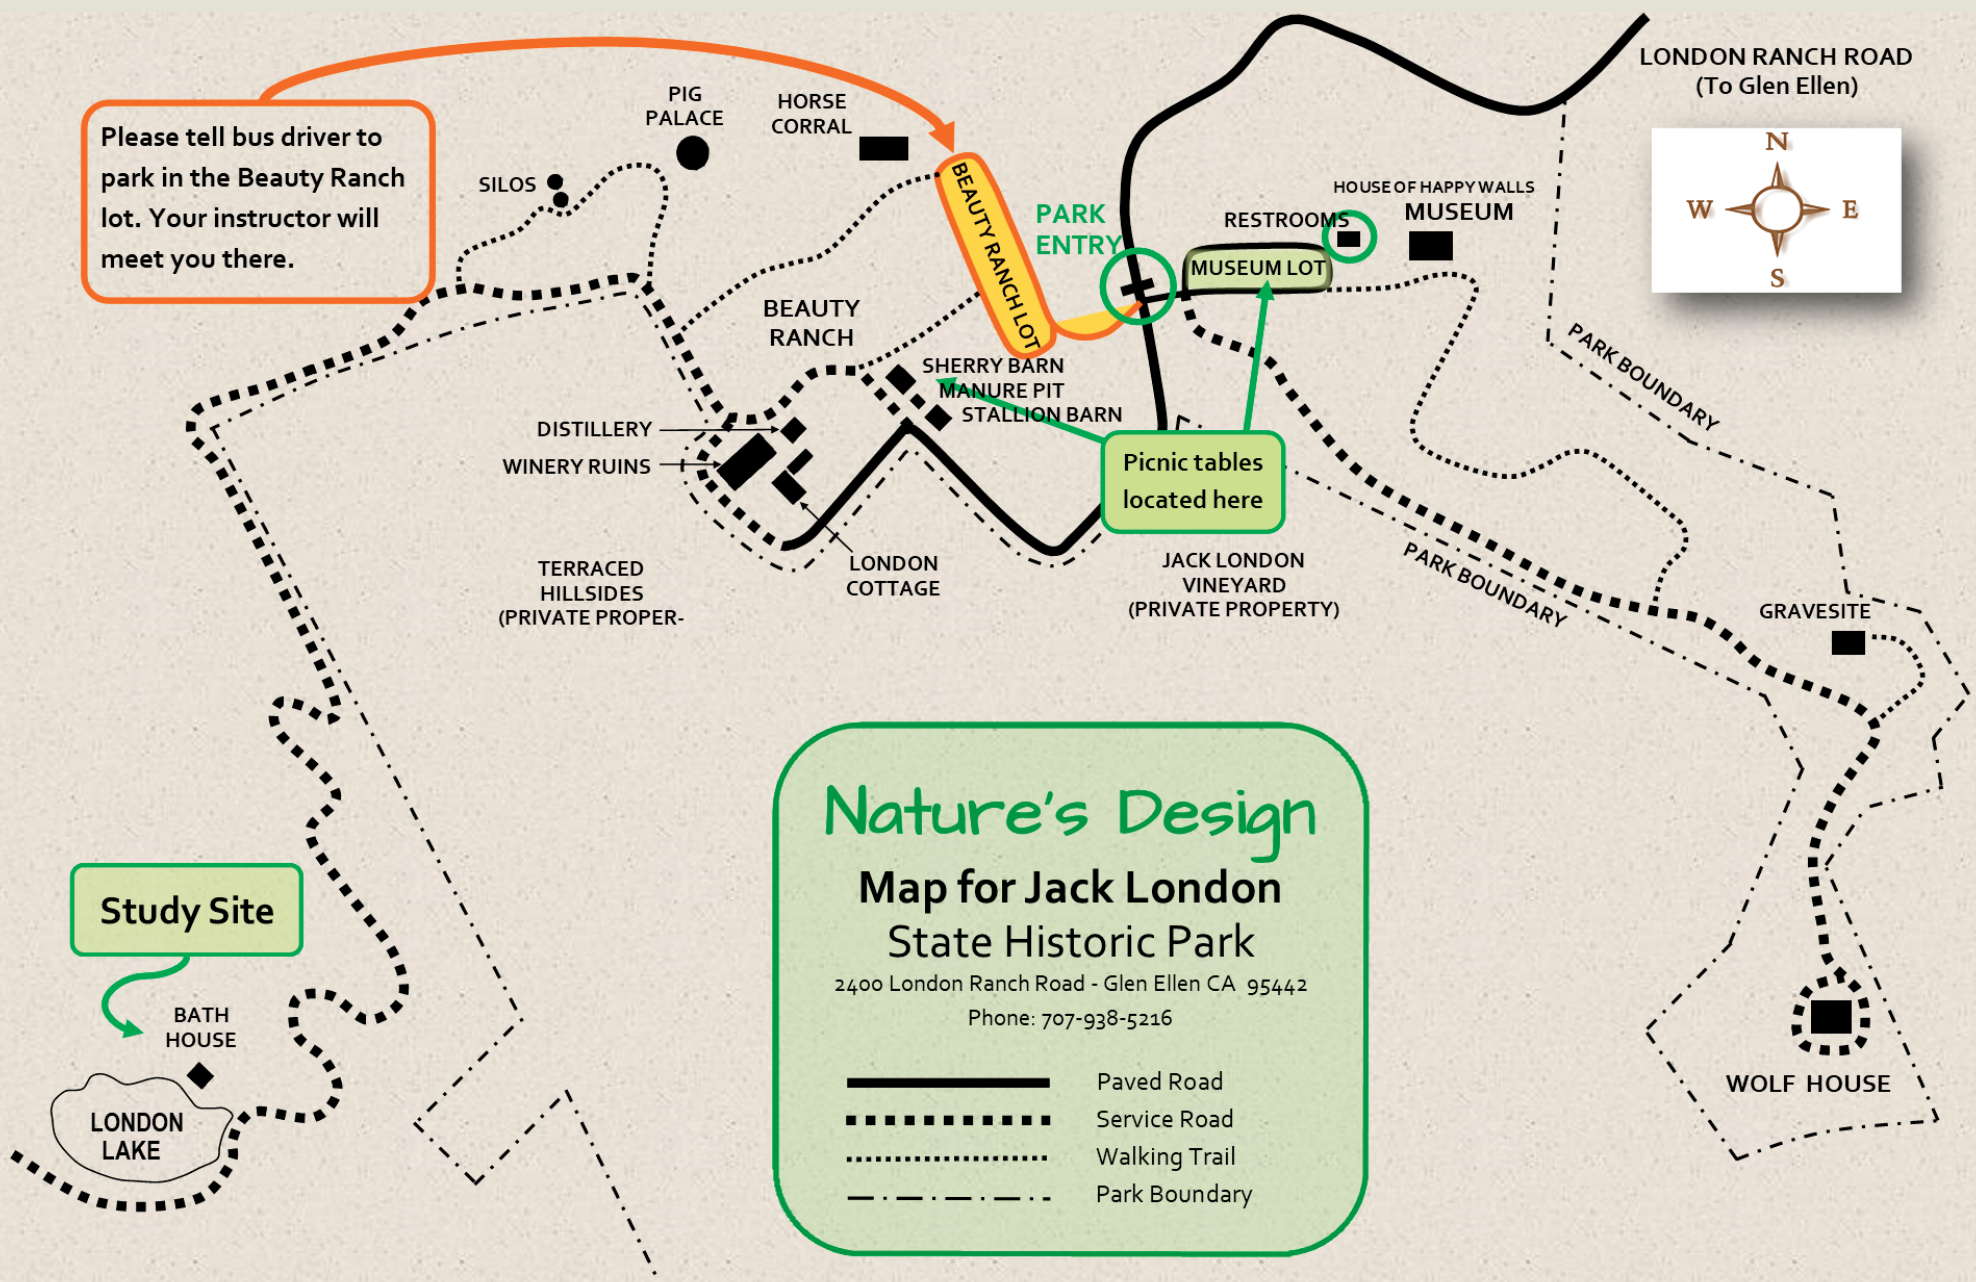 LONDON RANCH ROAD
(To Glen Ellen)
N
W
E
S
Please tell bus driver to
park in the Beauty Ranch
lot. Your instructor will
meet you there.
PIG
PALACE
HORSE
CORRAL
SILOS
BEAUTY RANCH LOT
PARK
ENTRY
HOUSE OF HAPPY WALLS
MUSEUM
RESTROOMS
MUSEUM LOT
BEAUTY
RANCH
SHERRY BARN
MANURE PIT
STALLION BARN
DISTILLERY
WINERY RUINS
Picnic tables
located here
PARK BOUNDARY
PARK BOUNDARY
LONDON
COTTAGE
TERRACED
HILLSIDES
(PRIVATE PROPER-
JACK LONDON
VINEYARD
(PRIVATE PROPERTY)
GRAVESITE
Nature's Design
Map for Jack London
State Historic Park
2400 London Ranch Road - Glen Ellen CA  95442
Phone: 707-938-5216
Paved Road
Service Road
Walking Trail
Park Boundary
Study Site
BATH
HOUSE
LONDON
LAKE
WOLF HOUSE